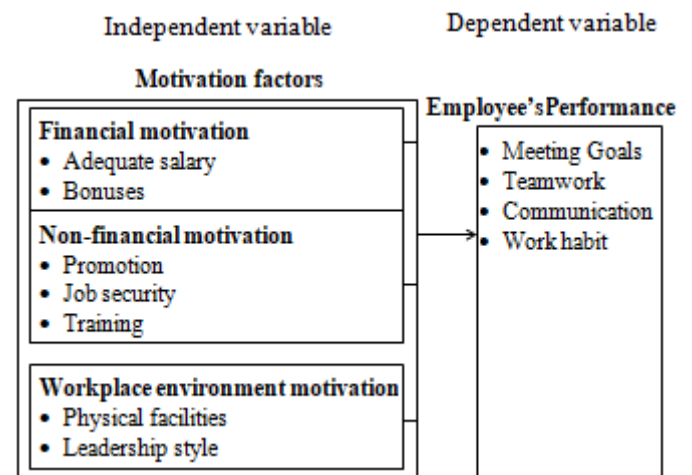 Independent variable
Dependent variable
Motivation factors
Financial motivation
• Adequate salary
• Bonuses
Non-financial motivation
• Promotion
• Job security
• Training
Workplace environment motivation
• Physical facilities
• Leadership style
Employee's Performance
• Meeting Goals
• Teamwork
• Communication
• Work habit